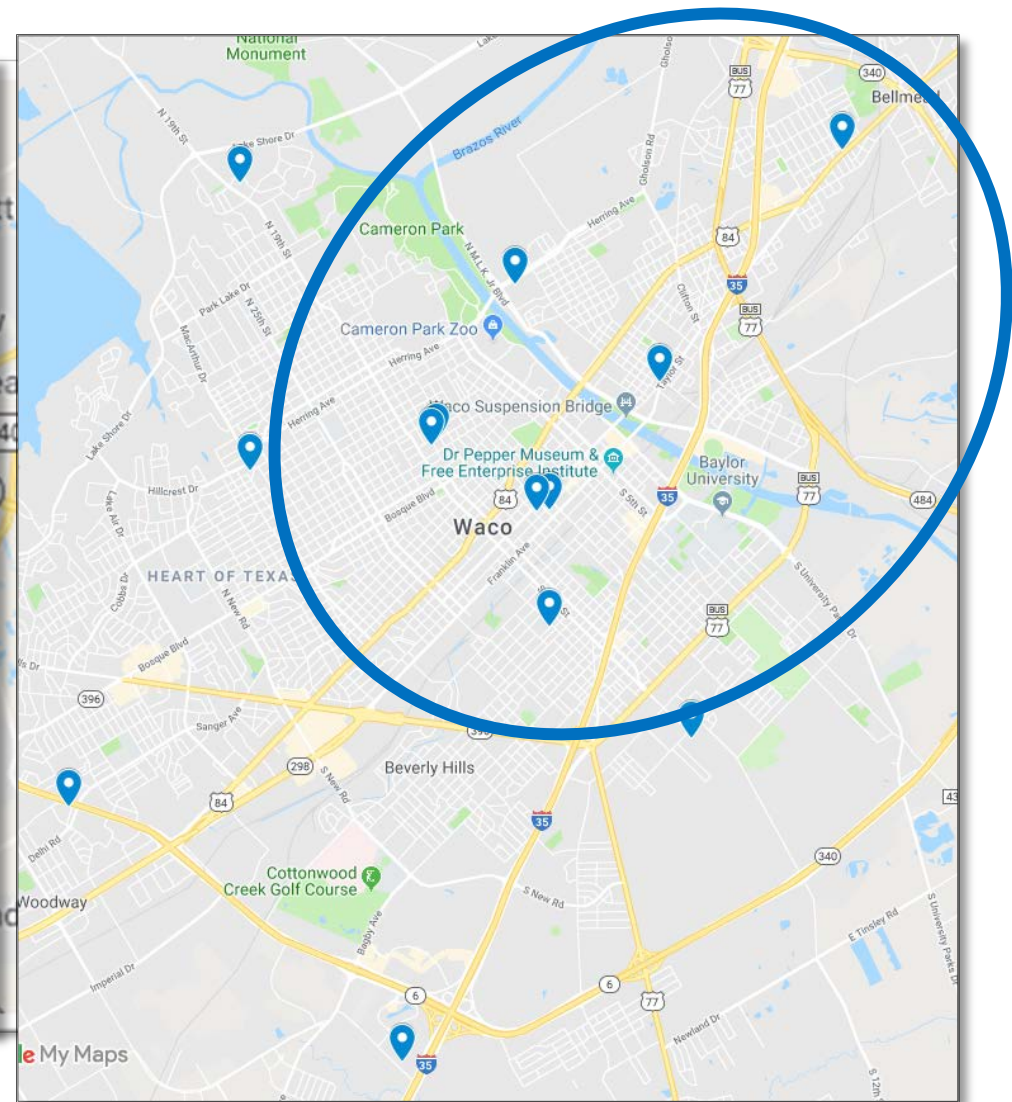 National
Monument
Lake Shore Dr
N 19th St
Brazos River
Gholson Rd
BUS
77
340
Bellmead
Herring Ave
Cameron Park
N M.L.K. Jr Blvd
84
N 19th St
35
BUS
77
Clifton St
Park Lake Dr
N 25th St
MacArthur Dr
Cameron Park Zoo
Herring Ave
Taylor St
Waco Suspension Bridge
Herring Ave
Lake Shore Dr
Dr Pepper Museum &
Free Enterprise Institute
Baylor
University
BUS
77
Hillcrest Dr
Lake Air Dr
Bosque Blvd
84
S 5th St
35
484
Waco
Franklin Ave
HEART OF TEXAS
Cobbs Dr
N New Rd
S University Parks Dr
BUS
77
Bosque Blvd
396
Sanger Ave
298
S New Rd
Beverly Hills
84
35
Delhi Rd
340
Cottonwood
Creek Golf Course
S New Rd
Woodway
Bagby Ave
E Tinsley Rd
S University Parks Dr
Imperial Dr
6
6
77
Newland Dr
35
S 12th
My Maps